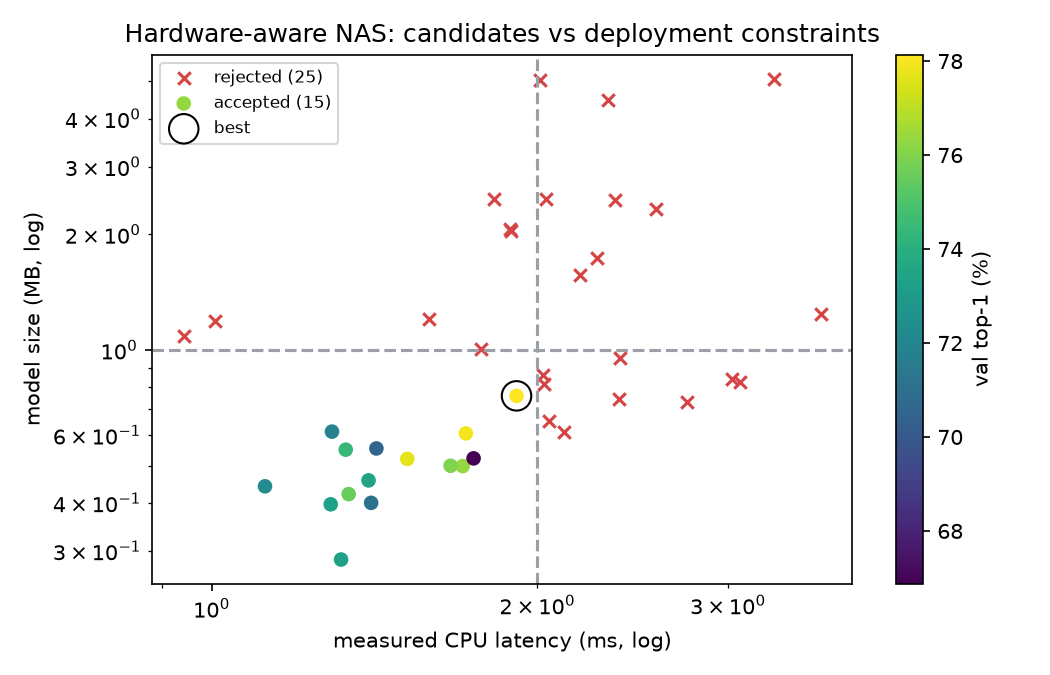 Hardware-aware NAS: candidates vs deployment constraints
rejected (25)
accepted (15)
best
model size (MB, log)
4 × 10⁰
3 × 10⁰
2 × 10⁰
10⁰
6 × 10⁻¹
4 × 10⁻¹
3 × 10⁻¹
10⁰
2 × 10⁰
3 × 10⁰
measured CPU latency (ms, log)
78
76
74
72
70
68
val top-1 (%)